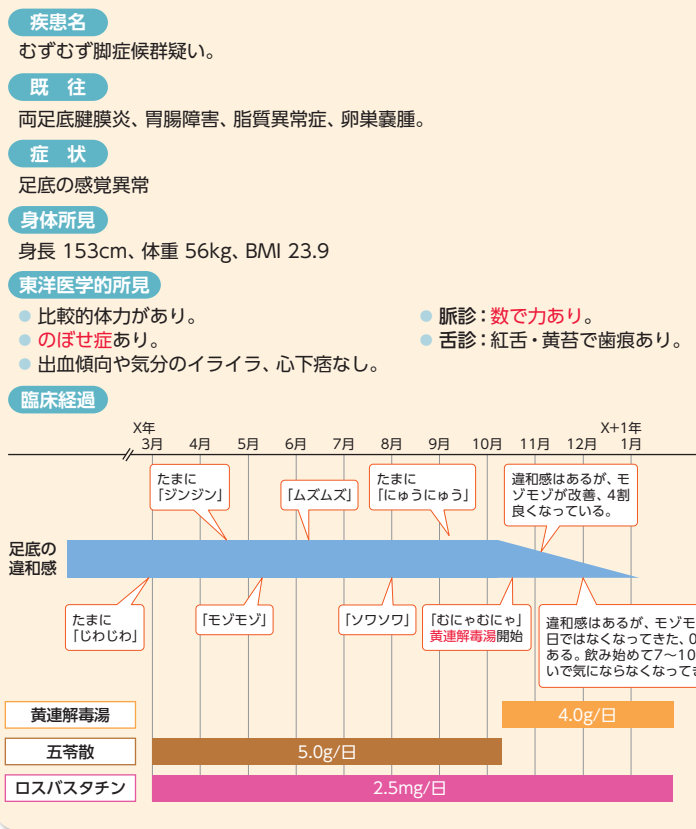 疾患名
むずむず脚症候群疑い。
既 往
両足底腱膜炎、胃腸障害、脂質異常症、卵巣嚢腫。
症 状
足底の感覚異常
身体所見
身長 153cm、体重 56kg、BMI 23.9
東洋医学的所見
比較的体力があり。
のぼせ症あり。
出血傾向や気分のイライラ、心下痞なし。
脈診：数で力あり。
舌診：紅舌・黄苔で歯痕あり。
臨床経過
X年
X+1年
3月 4月 5月 6月 7月 8月 9月 10月 11月 12月 1月
たまに
「ジンジン」
「ムズムズ」
たまに
「にゅうにゅう」
違和感はあるが、モ
ゾモゾが改善、4割
良くなっている。
足底の
違和感
たまに
「じわじわ」
「モゾモゾ」
「ソワソワ」
「むにゃむにゃ」
黄連解毒湯開始
違和感はあるが、モゾモ
日ではなくなってきた、0
ある。飲み始めて7～10
いで気にならなくなって
黄連解毒湯
4.0g/日
五苓散
5.0g/日
ロスバスタチン
2.5mg/日